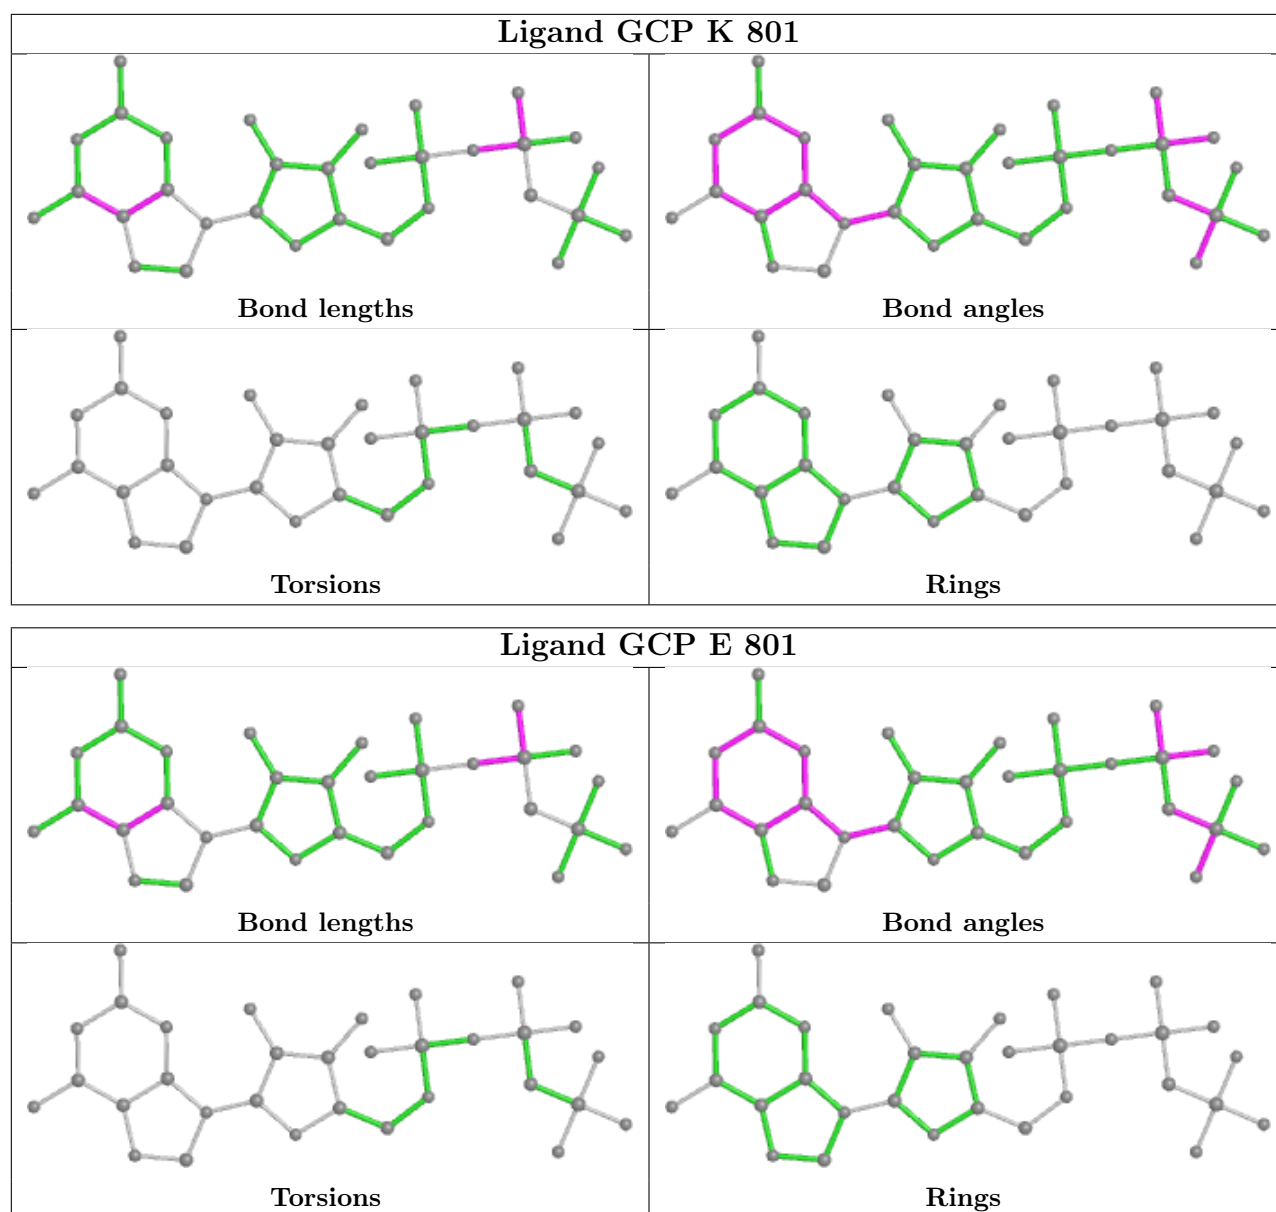 Ligand GCP K 801
Bond lengths
Bond angles
Torsions
Rings
Ligand GCP E 801
Bond lengths
Bond angles
Torsions
Rings